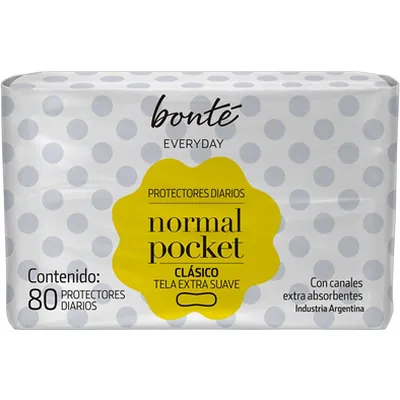 bonté
EVERYDAY
PROTECTORES DIARIOS
normal
pocket
CLÁSICO
TELA EXTRA SUAVE
Contenido:
80 PROTECTORES
DIARIOS
Con canales
extra absorbentes
Industria Argentina